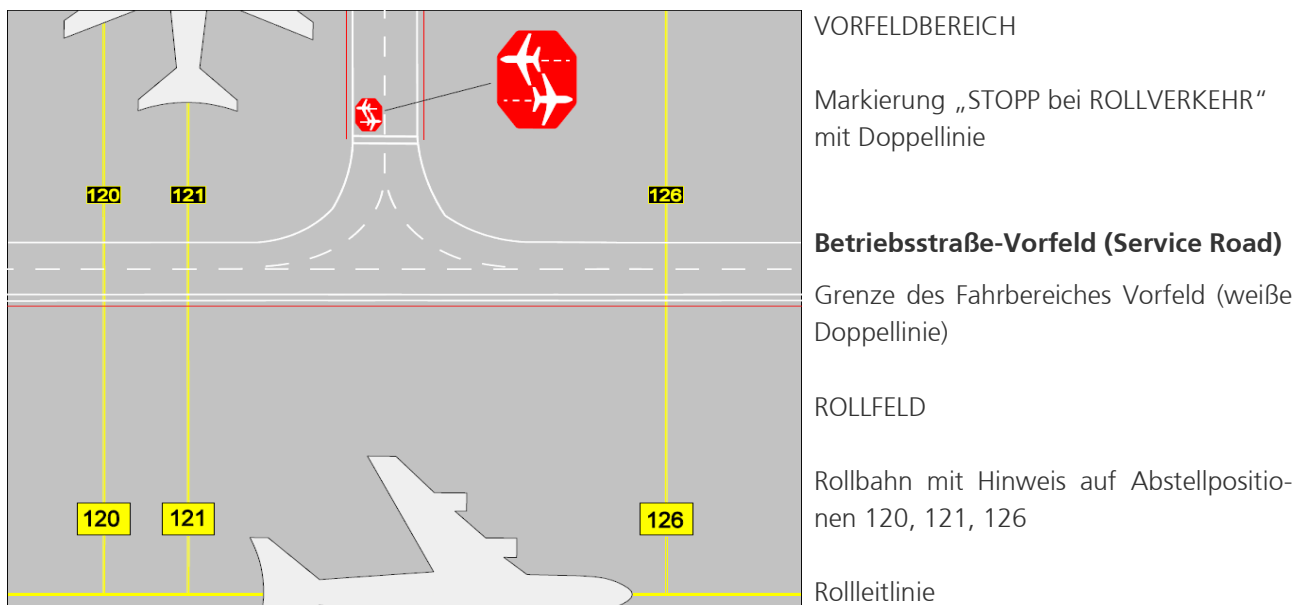 VORFELDBEREICH
Markierung „STOPP bei ROLLVERKEHR“
mit Doppellinie
120 121 126
Betriebsstraße-Vorfeld (Service Road)
Grenze des Fahrbereiches Vorfeld (weiße
Doppellinie)
ROLLFELD
Rollbahn mit Hinweis auf Abstellpositio-
nen 120, 121, 126
120 121 126
Rollleitlinie